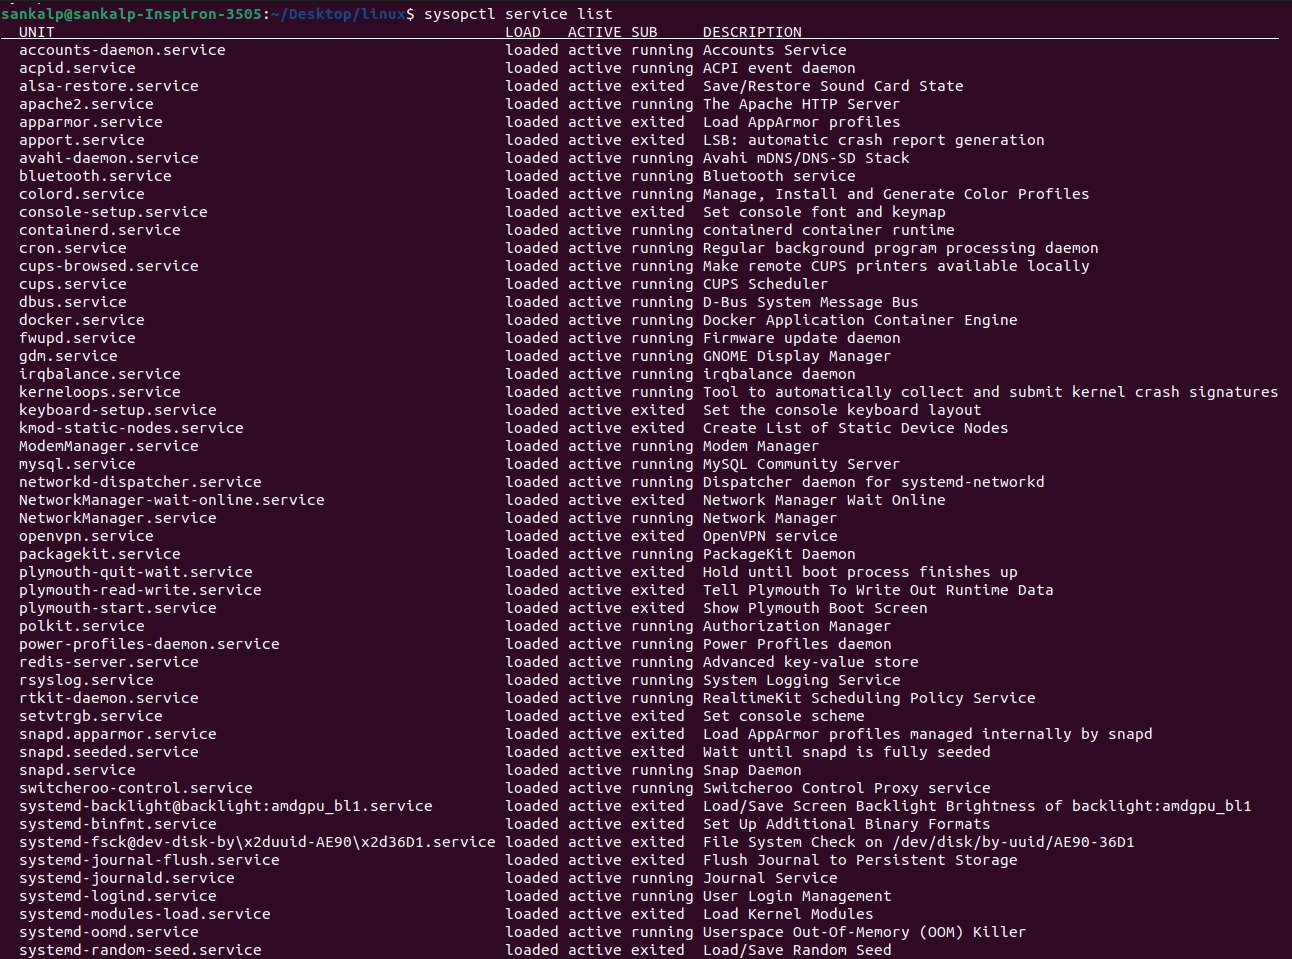 sankalp@sankalp-Inspiron-3505:~/Desktop/linux$ sysopctl service list
UNIT LOAD ACTIVE SUB DESCRIPTION
accounts-daemon.service loaded active running Accounts Service
acpid.service loaded active running ACPI event daemon
alsa-restore.service loaded active exited Save/Restore Sound Card State
apache2.service loaded active running The Apache HTTP Server
apparmor.service loaded active exited Load AppArmor profiles
apport.service loaded active exited LSB: automatic crash report generation
avahi-daemon.service loaded active running Avahi mDNS/DNS-SD Stack
bluetooth.service loaded active running Bluetooth service
colord.service loaded active running Manage, Install and Generate Color Profiles
console-setup.service loaded active exited Set console font and keymap
containerd.service loaded active running containerd container runtime
cron.service loaded active running Regular background program processing daemon
cups-browsed.service loaded active running Make remote CUPS printers available locally
cups.service loaded active running CUPS Scheduler
dbus.service loaded active running D-Bus System Message Bus
docker.service loaded active running Docker Application Container Engine
fwupd.service loaded active running Firmware update daemon
gdm.service loaded active running GNOME Display Manager
irqbalance.service loaded active running irqbalance daemon
kerneloops.service loaded active running Tool to automatically collect and submit kernel crash signatures
keyboard-setup.service loaded active exited Set the console keyboard layout
kmod-static-nodes.service loaded active exited Create List of Static Device Nodes
ModemManager.service loaded active running Modem Manager
mysql.service loaded active running MySQL Community Server
networkd-dispatcher.service loaded active running Dispatcher daemon for systemd-networkd
NetworkManager-wait-online.service loaded active exited Network Manager Wait Online
NetworkManager.service loaded active running Network Manager
openvpn.service loaded active exited OpenVPN service
packagekit.service loaded active running PackageKit Daemon
plymouth-quit-wait.service loaded active exited Hold until boot process finishes up
plymouth-read-write.service loaded active exited Tell Plymouth To Write Out Runtime Data
plymouth-start.service loaded active exited Show Plymouth Boot Screen
polkit.service loaded active running Authorization Manager
power-profiles-daemon.service loaded active running Power Profiles daemon
redis-server.service loaded active running Advanced key-value store
rsyslog.service loaded active running System Logging Service
rtkit-daemon.service loaded active running RealtimeKit Scheduling Policy Service
setvtrgb.service loaded active exited Set console scheme
snapd.apparmor.service loaded active exited Load AppArmor profiles managed internally by snapd
snapd.seeded.service loaded active exited Wait until snapd is fully seeded
snapd.service loaded active running Snap Daemon
switcheroo-control.service loaded active running Switcheroo Control Proxy service
systemd-backlight@backlight:amdgpu_bl1.service loaded active exited Load/Save Screen Backlight Brightness of backlight:amdgpu_bl1
systemd-binfmt.service loaded active exited Set Up Additional Binary Formats
systemd-fsck@dev-disk-by\x2duuid-AE90\x2d36D1.service loaded active exited File System Check on /dev/disk/by-uuid/AE90-36D1
systemd-journal-flush.service loaded active exited Flush Journal to Persistent Storage
systemd-journald.service loaded active running Journal Service
systemd-logind.service loaded active running User Login Management
systemd-modules-load.service loaded active exited Load Kernel Modules
systemd-oomd.service loaded active running Userspace Out-Of-Memory (OOM) Killer
systemd-random-seed.service loaded active exited Load/Save Random Seed